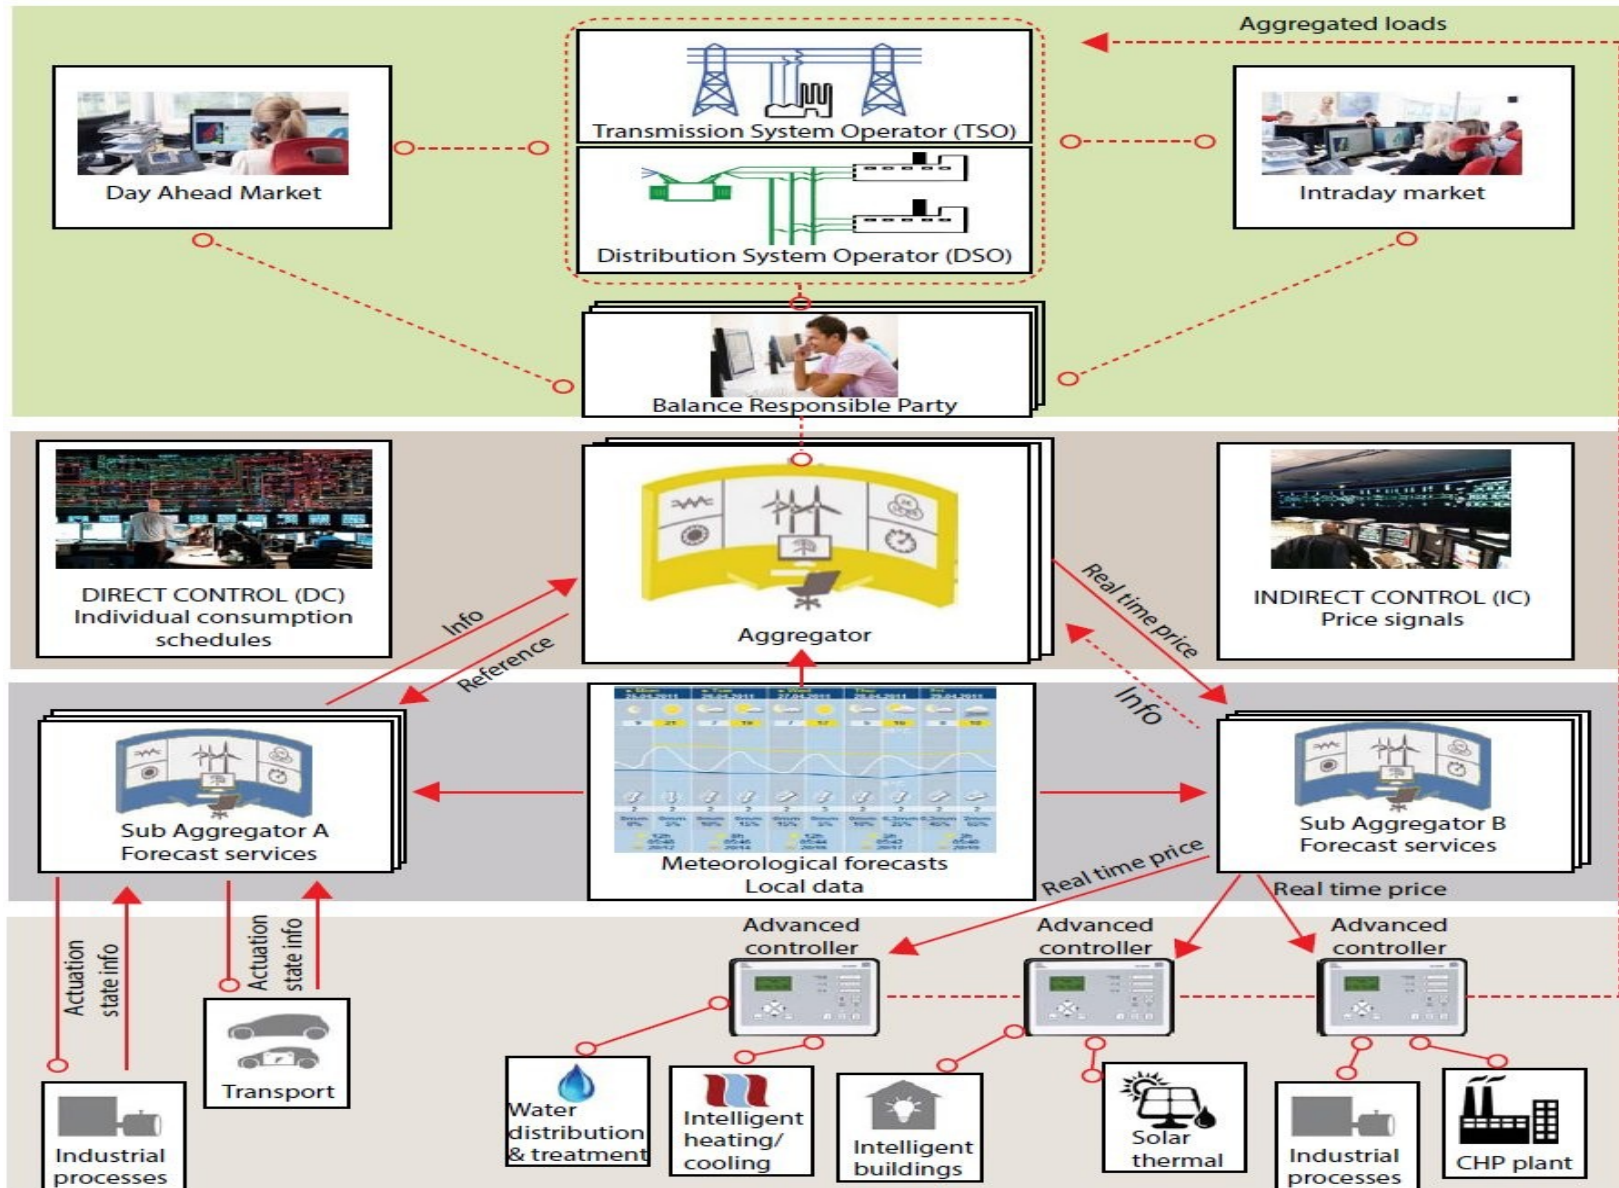 Aggregated loads
Transmission System Operator (TSO)
Day Ahead Market
Intraday market
Distribution System Operator (DSO)
Balance Responsible Party
DIRECT CONTROL (DC)
Individual consumption
schedules
Info
Reference
Aggregator
Real time price
Info
INDIRECT CONTROL (IC)
Price signals
Sub Aggregator A
Forecast services
Meteorological forecasts
Local data
Sub Aggregator B
Forecast services
Real time price
Real time price
Actuation
state info
Actuation
state info
Advanced
controller
Advanced
controller
Advanced
controller
Transport
Industrial
processes
Water
distribution
& treatment
Intelligent
heating/
cooling
Intelligent
buildings
Solar
thermal
Industrial
processes
CHP plant